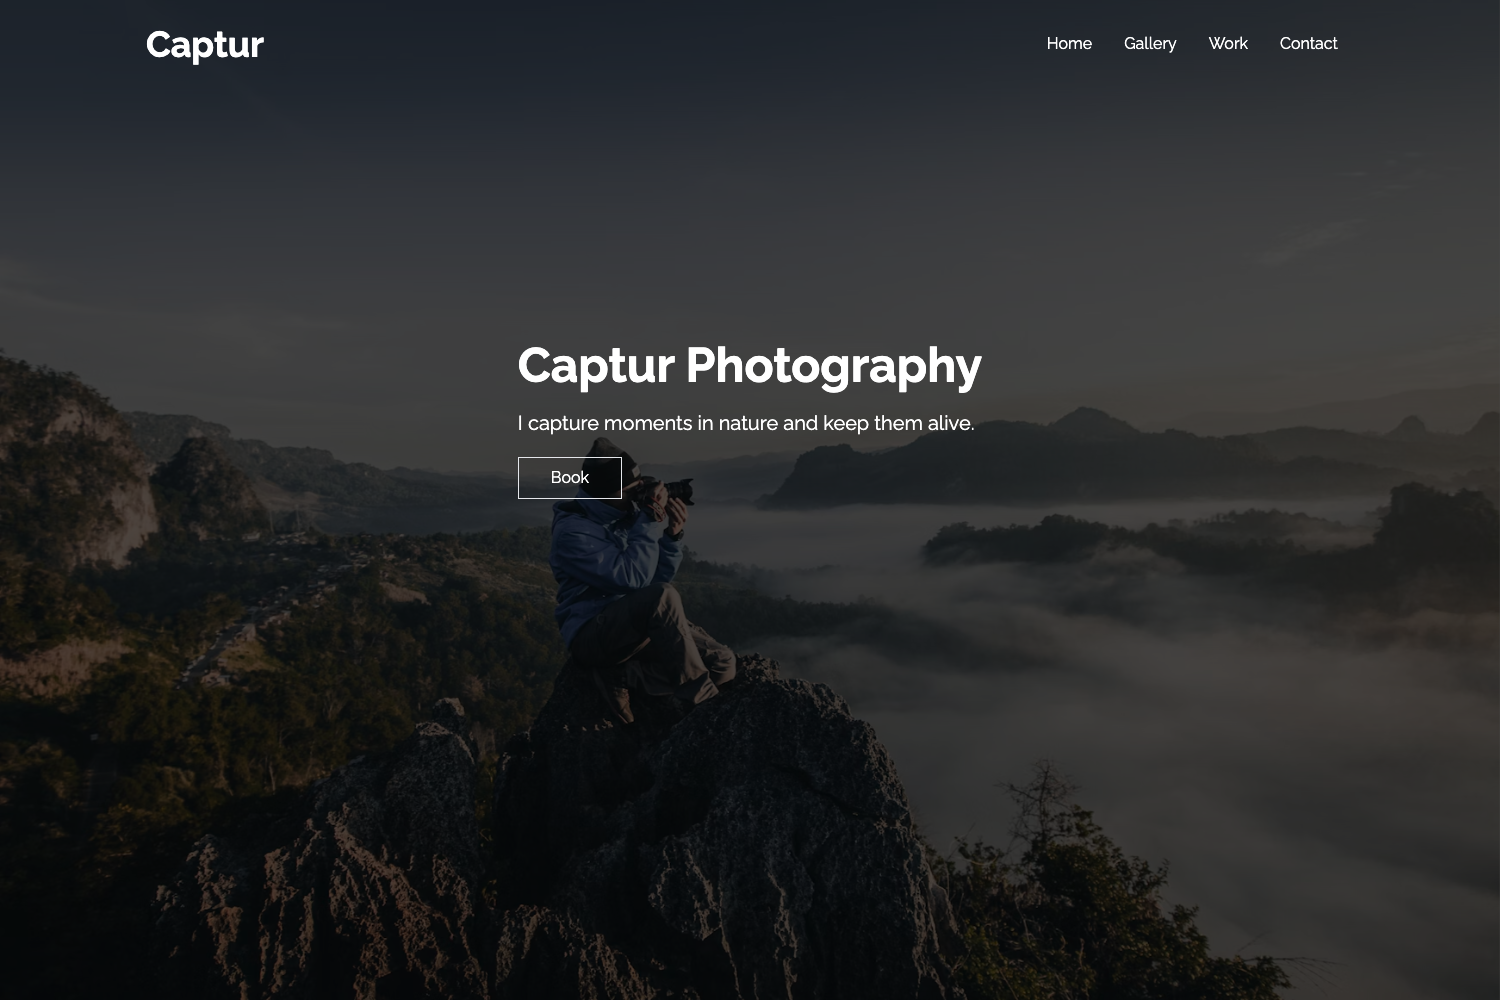 Captur
Home Gallery Work Contact
Captur Photography
I capture moments in nature and keep them alive.
Book